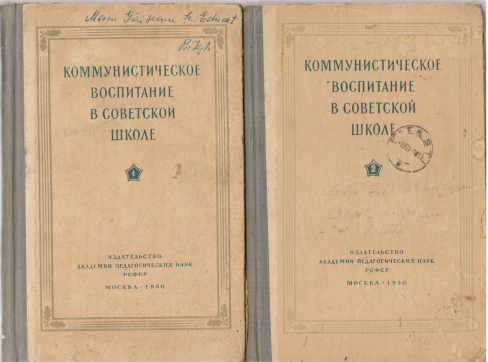 КОММУНИСТИЧЕСКОЕ
ВОСПИТАНИЕ
В СОВЕТСКОЙ
ШКОЛЕ
1
ИЗДАТЕЛЬСТВО
АКАДЕМИИ ПЕДАГОГИЧЕСКИХ НАУК
РСФСР
МОСКВА · 1950
КОММУНИСТИЧЕСКОЕ
ВОСПИТАНИЕ
В СОВЕТСКОЙ
ШКОЛЕ
2
ИЗДАТЕЛЬСТВО
АКАДЕМИИ ПЕДАГОГИЧЕСКИХ НАУК
РСФСР
МОСКВА · 1950